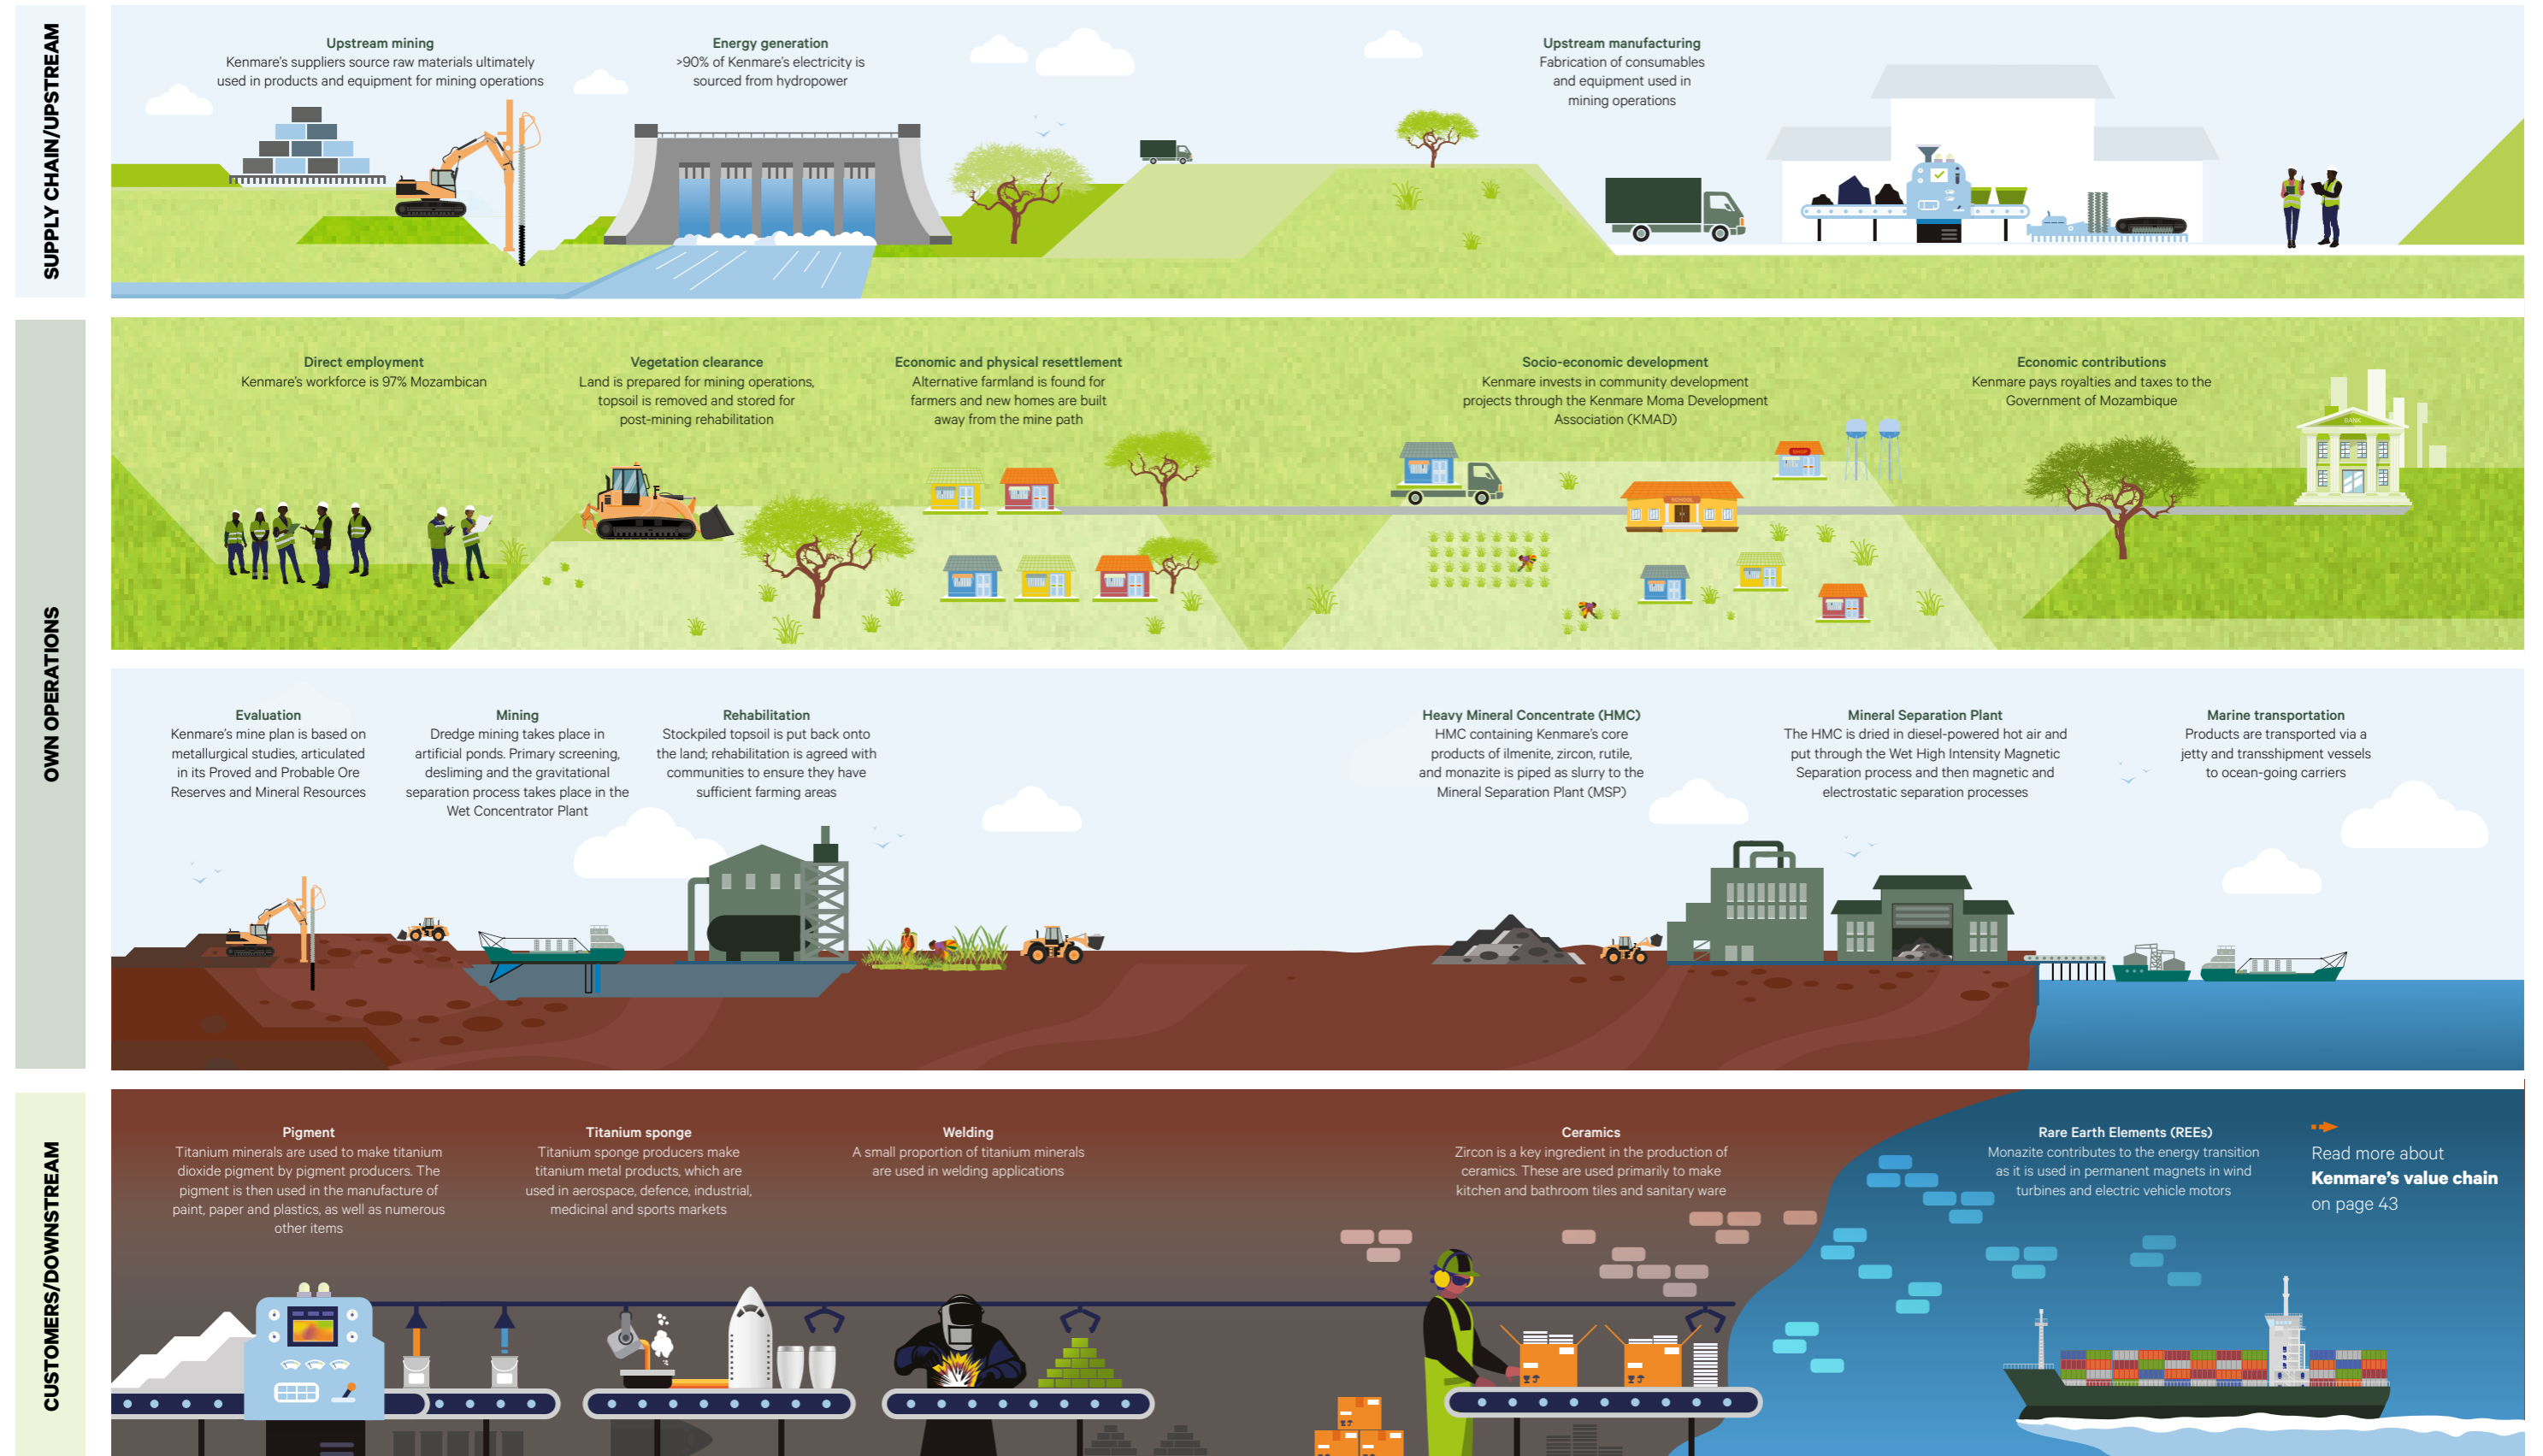 SUPPLY CHAIN/UPSTREAM
Upstream mining
Kenmare's suppliers source raw materials ultimately
used in products and equipment for mining operations
Energy generation
>90% of Kenmare's electricity is
sourced from hydropower
Upstream manufacturing
Fabrication of consumables
and equipment used in
mining operations
OWN OPERATIONS
Direct employment
Kenmare's workforce is 97% Mozambican
Vegetation clearance
Land is prepared for mining operations,
topsoil is removed and stored for
post-mining rehabilitation
Economic and physical resettlement
Alternative farmland is found for
farmers and new homes are built
away from the mine path
Socio-economic development
Kenmare invests in community development
projects through the Kenmare Moma Development
Association (KMAD)
Economic contributions
Kenmare pays royalties and taxes to the
Government of Mozambique
SHOP
SCHOOL
BANK
Evaluation
Kenmare's mine plan is based on
metallurgical studies, articulated
in its Proved and Probable Ore
Reserves and Mineral Resources
Mining
Dredge mining takes place in
artificial ponds. Primary screening,
desliming and the gravitational
separation process takes place in the
Wet Concentrator Plant
Rehabilitation
Stockpiled topsoil is put back onto
the land; rehabilitation is agreed with
communities to ensure they have
sufficient farming areas
Heavy Mineral Concentrate (HMC)
HMC containing Kenmare's core
products of ilmenite, zircon, rutile,
and monazite is piped as slurry to the
Mineral Separation Plant (MSP)
Mineral Separation Plant
The HMC is dried in diesel-powered hot air and
put through the Wet High Intensity Magnetic
Separation process and then magnetic and
electrostatic separation processes
Marine transportation
Products are transported via a
jetty and transshipment vessels
to ocean-going carriers
CUSTOMERS/DOWNSTREAM
Pigment
Titanium minerals are used to make titanium
dioxide pigment by pigment producers. The
pigment is then used in the manufacture of
paint, paper and plastics, as well as numerous
other items
Titanium sponge
Titanium sponge producers make
titanium metal products, which are
used in aerospace, defence, industrial,
medicinal and sports markets
Welding
A small proportion of titanium minerals
are used in welding applications
Ceramics
Zircon is a key ingredient in the production of
ceramics. These are used primarily to make
kitchen and bathroom tiles and sanitary ware
Rare Earth Elements (REEs)
Monazite contributes to the energy transition
as it is used in permanent magnets in wind
turbines and electric vehicle motors
Read more about
Kenmare's value chain
on page 43